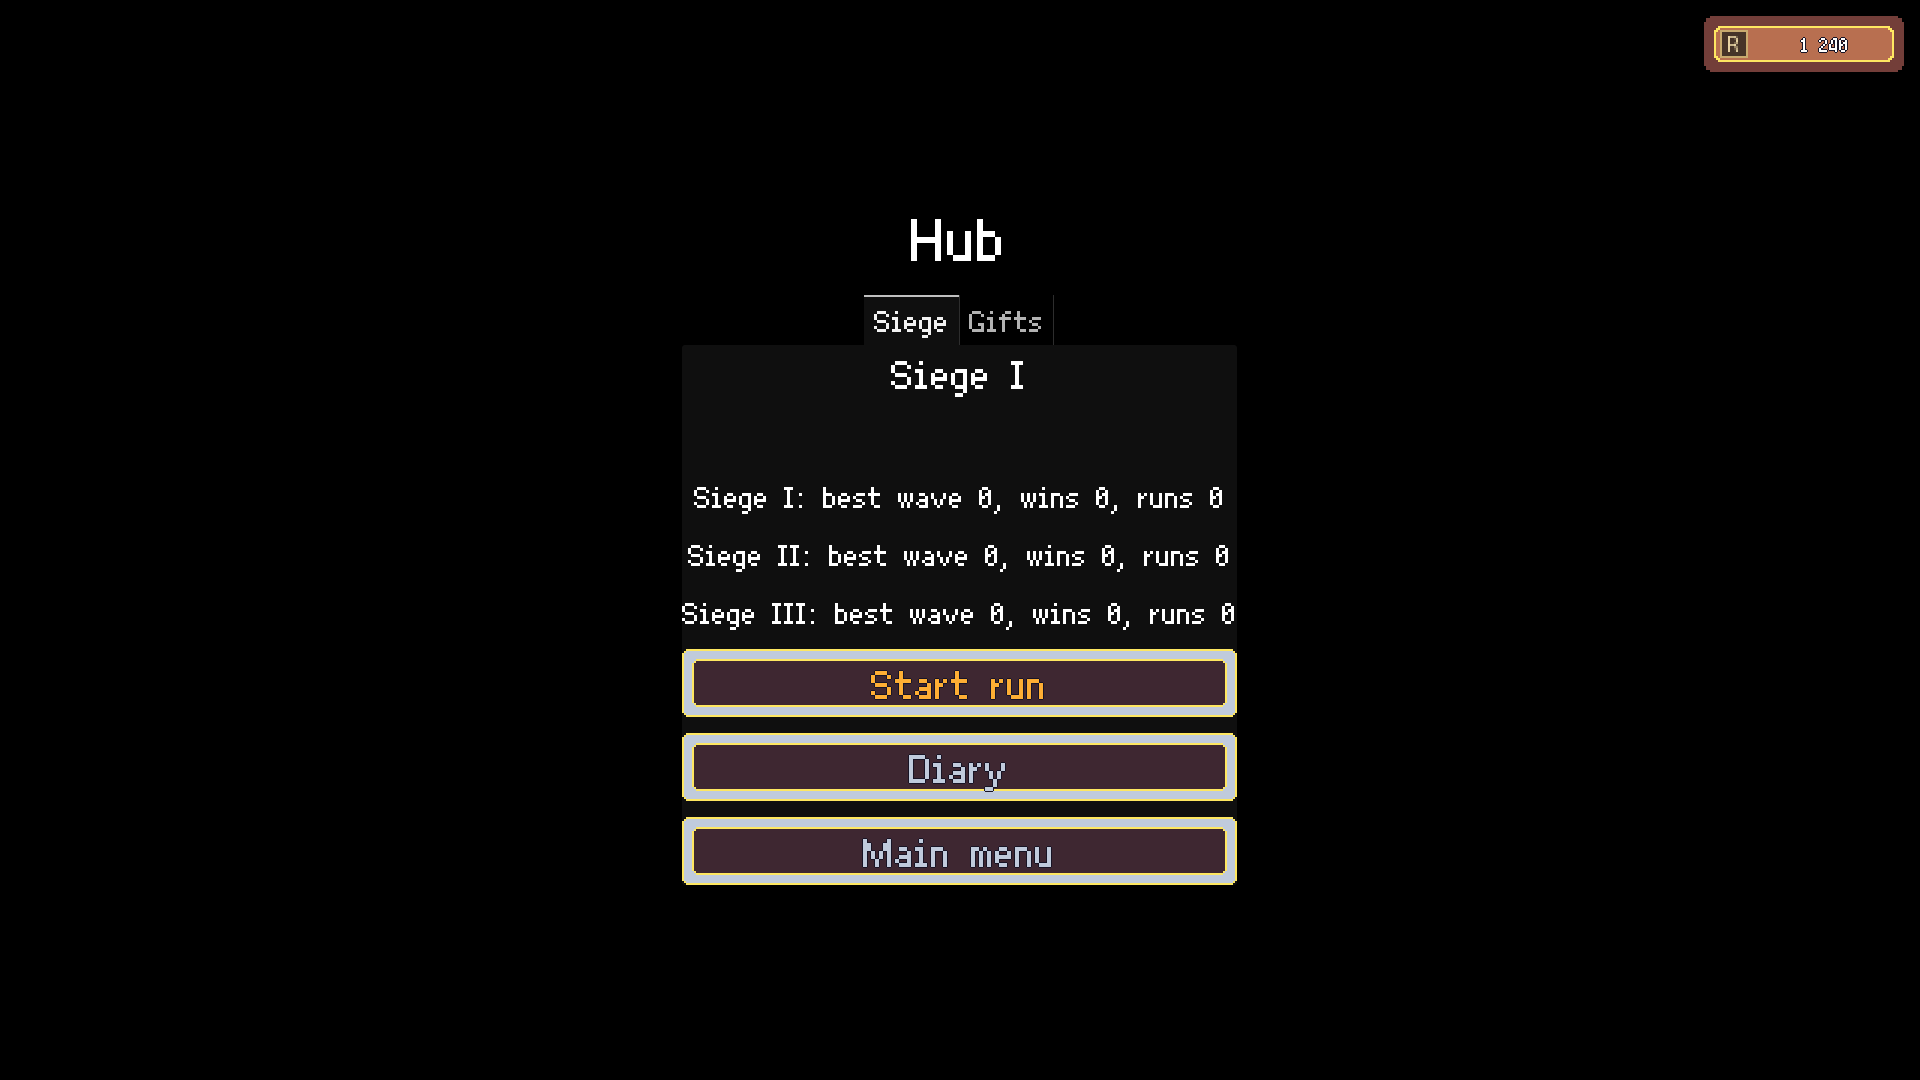 R 1 240
Hub
Siege Gifts
Siege I
Siege I: best wave 0, wins 0, runs 0
Siege II: best wave 0, wins 0, runs 0
Siege III: best wave 0, wins 0, runs 0
Start run
Diary
Main menu